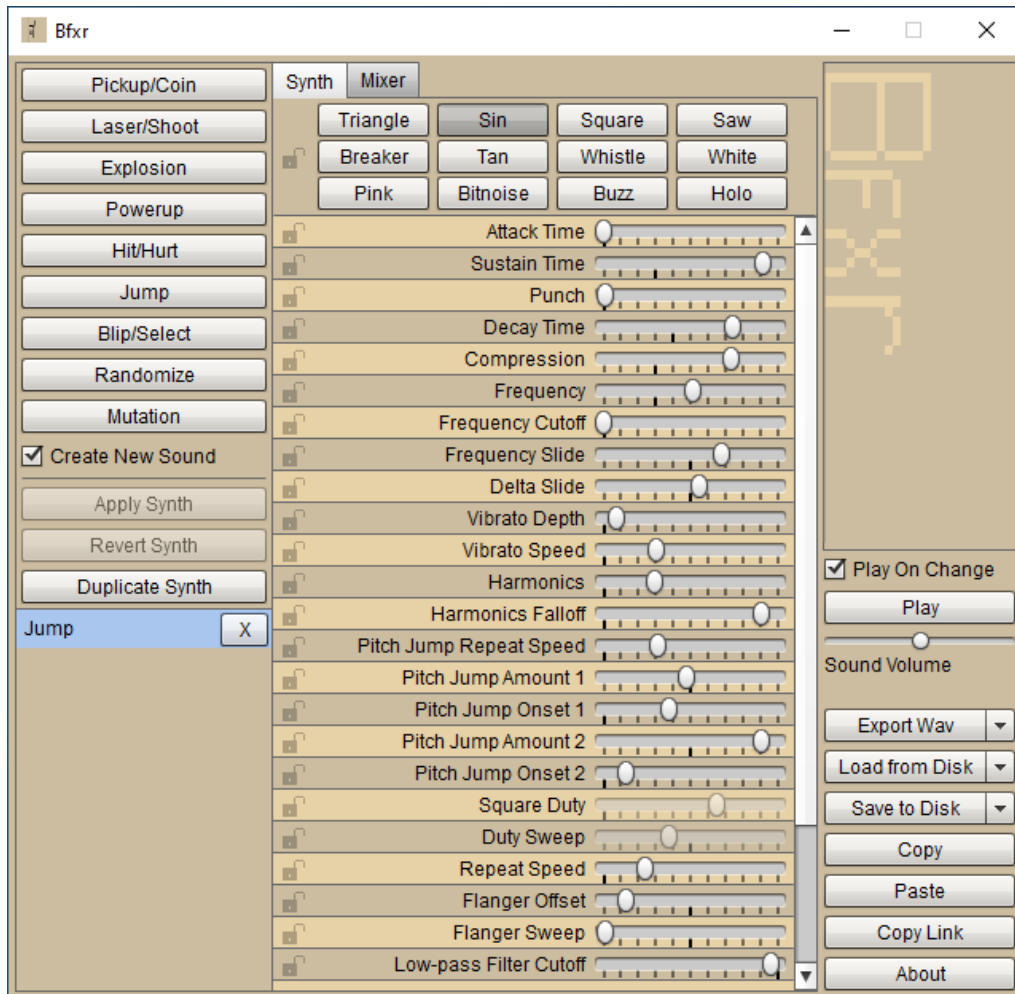 Bfxr
Pickup/Coin
Laser/Shoot
Explosion
Powerup
Hit/Hurt
Jump
Blip/Select
Randomize
Mutation
Create New Sound
Apply Synth
Revert Synth
Duplicate Synth
Jump X
Synth Mixer
Triangle Sin Square Saw
Breaker Tan Whistle White
Pink Bitnoise Buzz Holo
Attack Time
Sustain Time
Punch
Decay Time
Compression
Frequency
Frequency Cutoff
Frequency Slide
Delta Slide
Vibrato Depth
Vibrato Speed
Harmonics
Harmonics Falloff
Pitch Jump Repeat Speed
Pitch Jump Amount 1
Pitch Jump Onset 1
Pitch Jump Amount 2
Pitch Jump Onset 2
Square Duty
Duty Sweep
Repeat Speed
Flanger Offset
Flanger Sweep
Low-pass Filter Cutoff
Bfxr
Play On Change
Play
Sound Volume
Export Wav
Load from Disk
Save to Disk
Copy
Paste
Copy Link
About